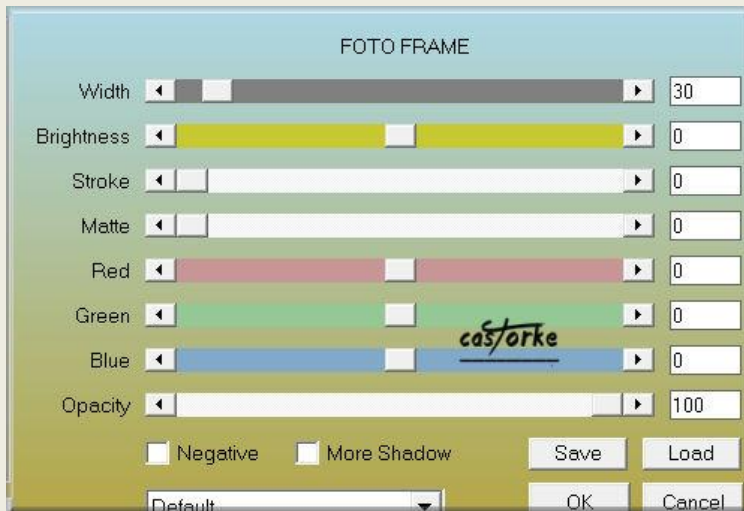 FOTO FRAME
Width 30
Brightness 0
Stroke 0
Matte 0
Red 0
Green 0
castorke
Blue 0
Opacity 100
Negative More Shadow Save Load
Default OK Cancel